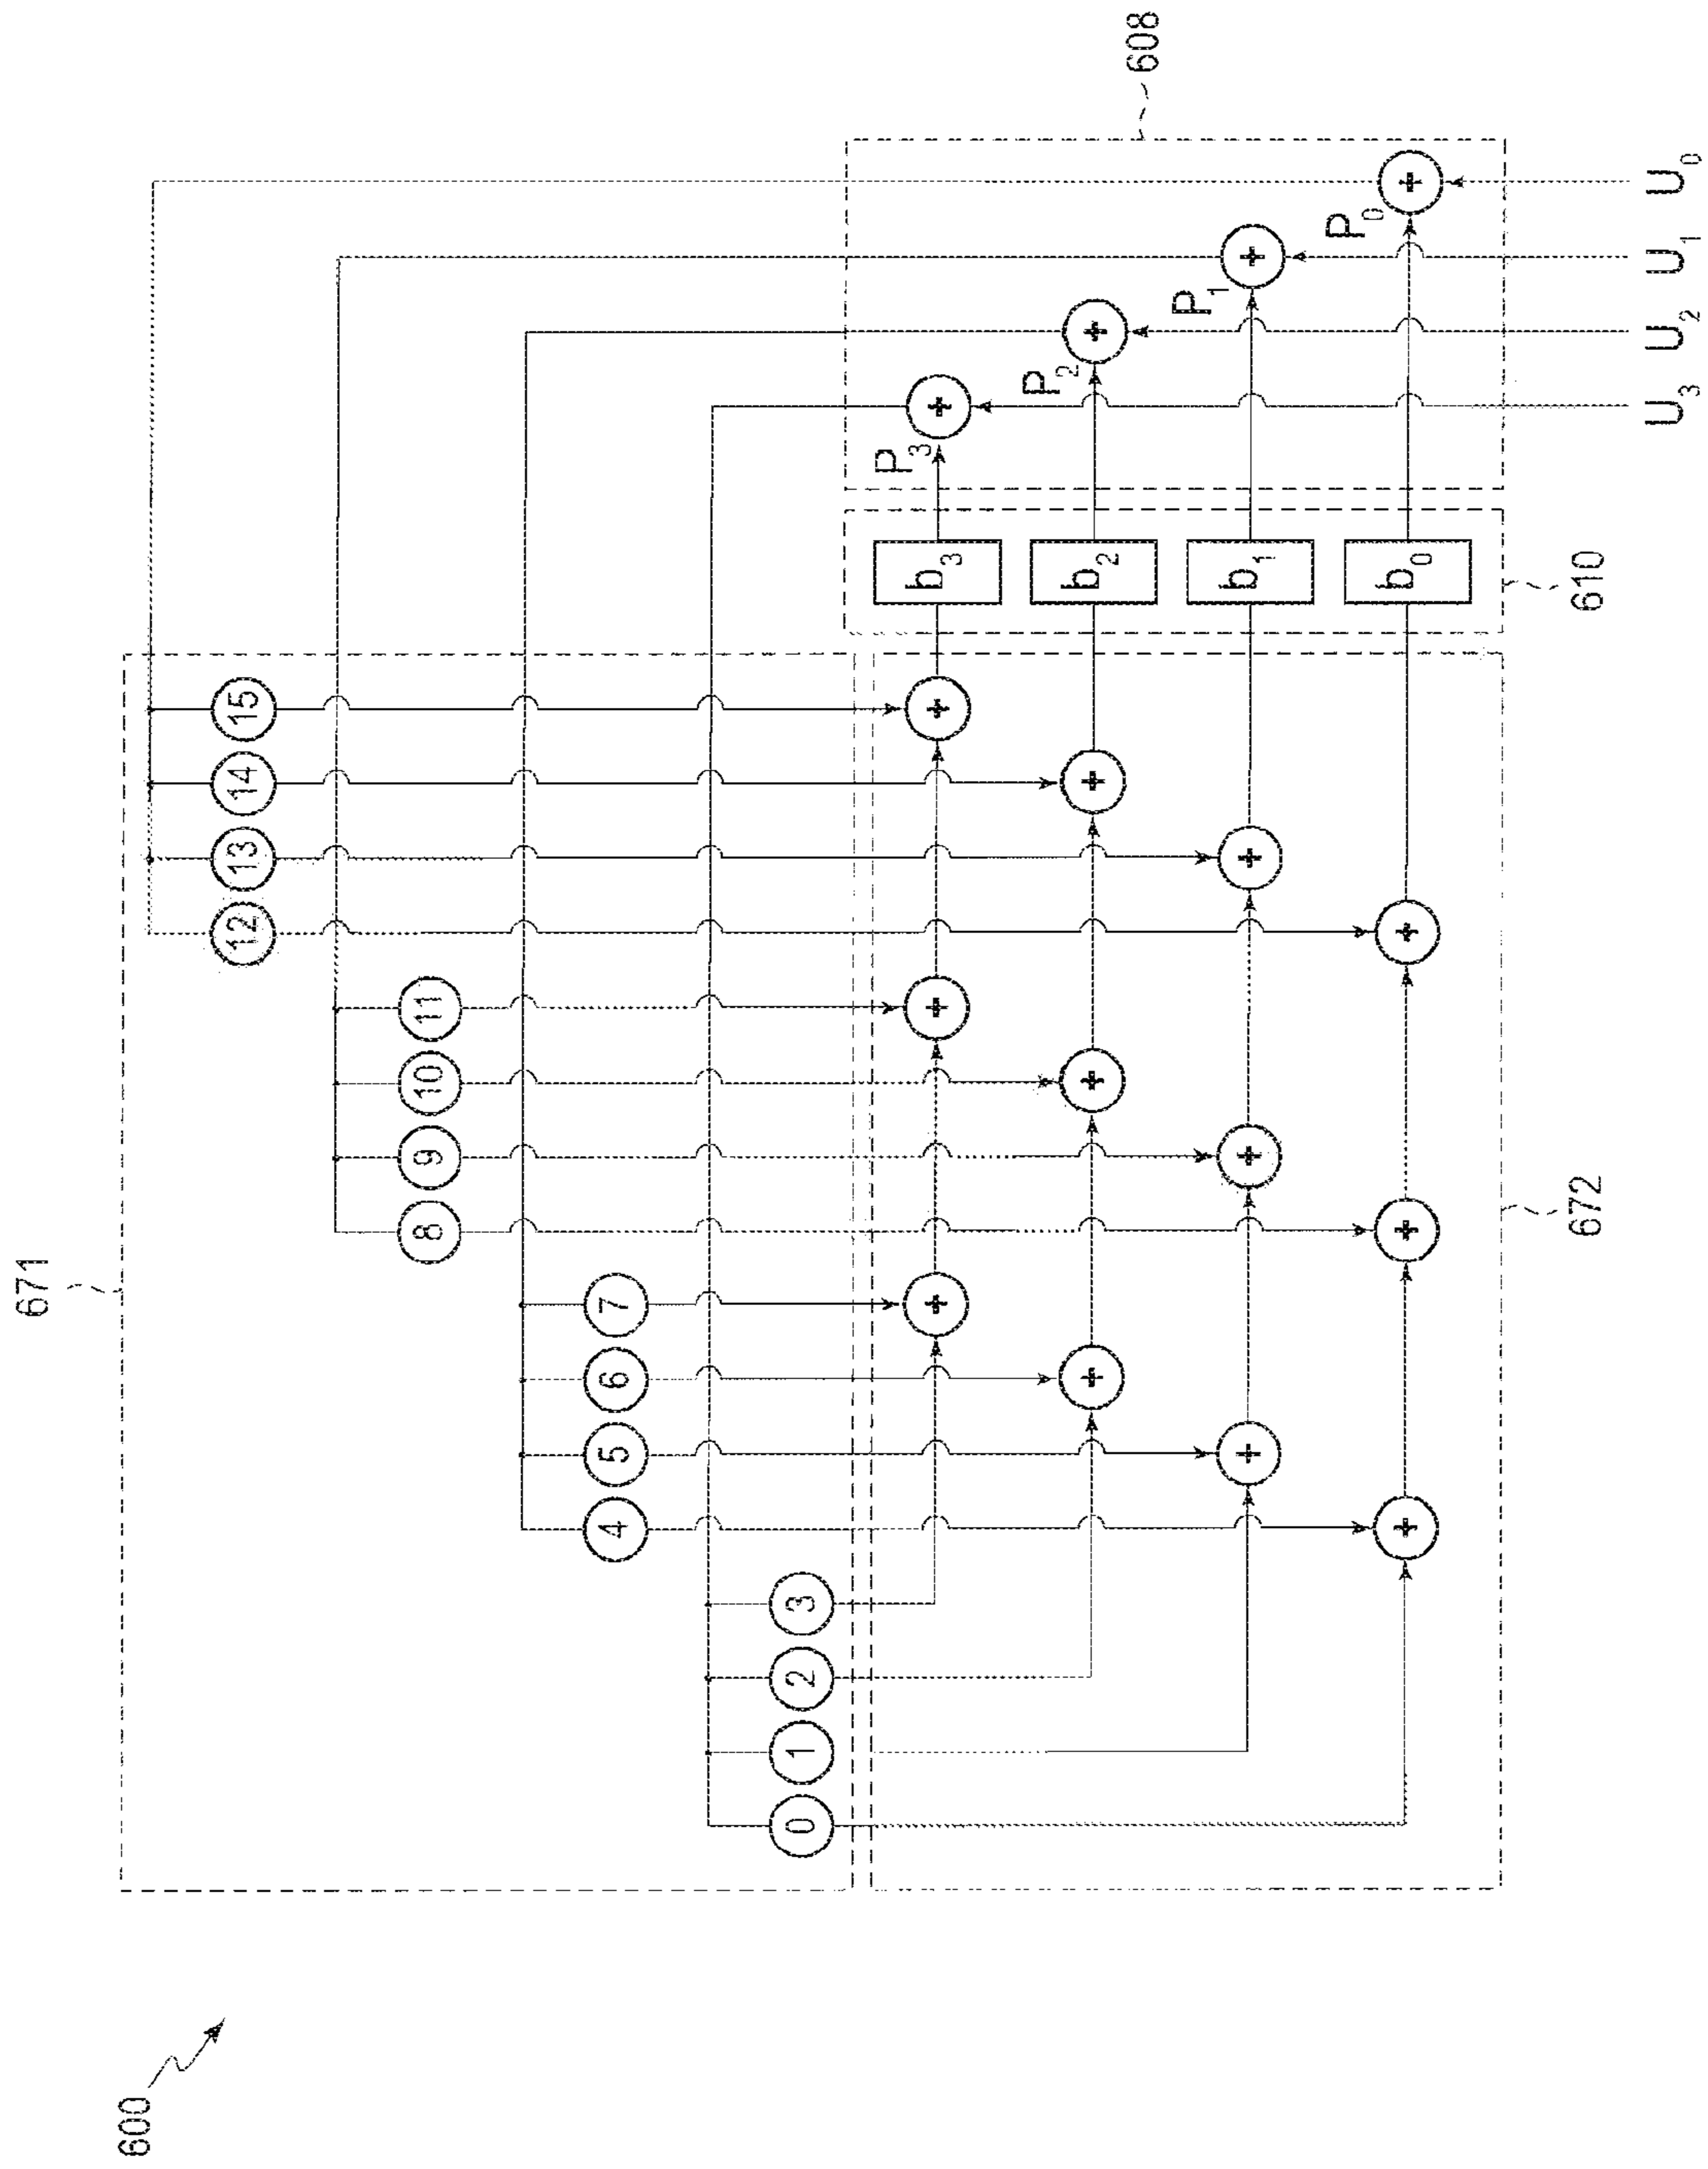 671
600
12 13 14 15
8 9 10 11
4 5 6 7
0 1 2 3
P₃
+ + + b₃ +
P₂
+ + + b₂ +
608
P₁
+ + + b₁ +
P₀
+ + + b₀ +
672 610
U₃ U₂ U₁ U₀